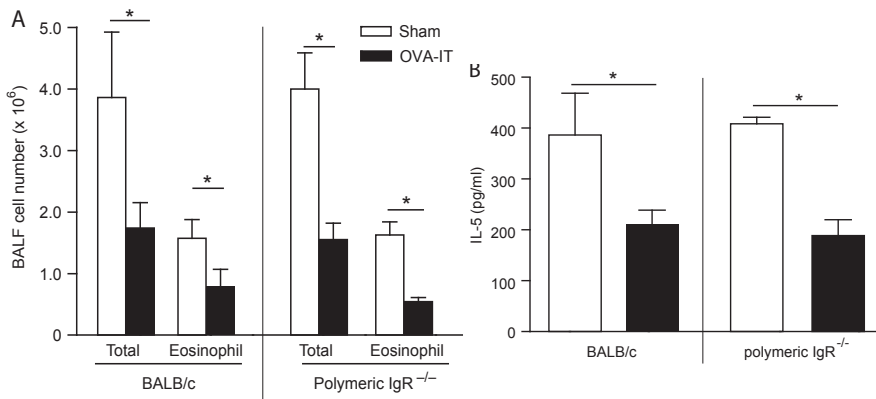 A
5.0
4.0
3.0
2.0
1.0
0
BALF cell number (x 10⁶)
*
*
*
*
Sham
OVA-IT
Total Eosinophil Total Eosinophil
BALB/c Polymeric IgR⁻/⁻
B
500
400
300
200
100
0
IL-5 (pg/ml)
*
*
BALB/c polymeric IgR⁻/⁻